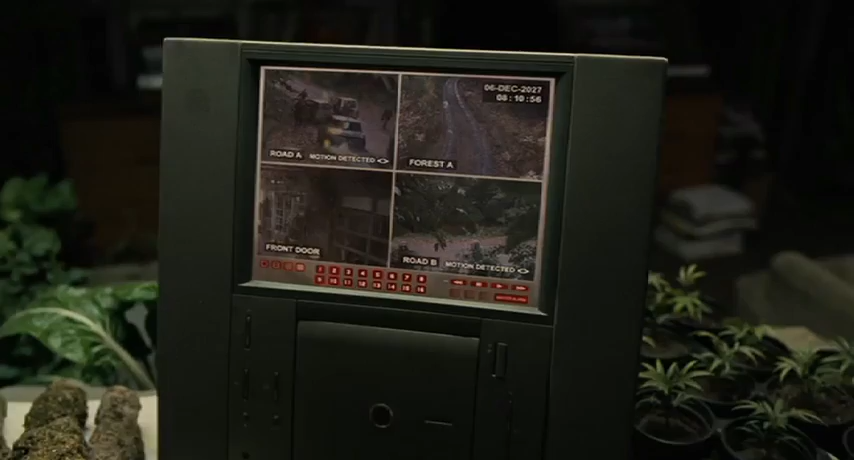 06-DEC-2027
08:10:56
ROAD A MOTION DETECTED <>
FOREST A
FRONT DOOR
ROAD B MOTION DETECTED <>
1 2 3 4 5 6 7 8
9 10 11 12 13 14 15 16